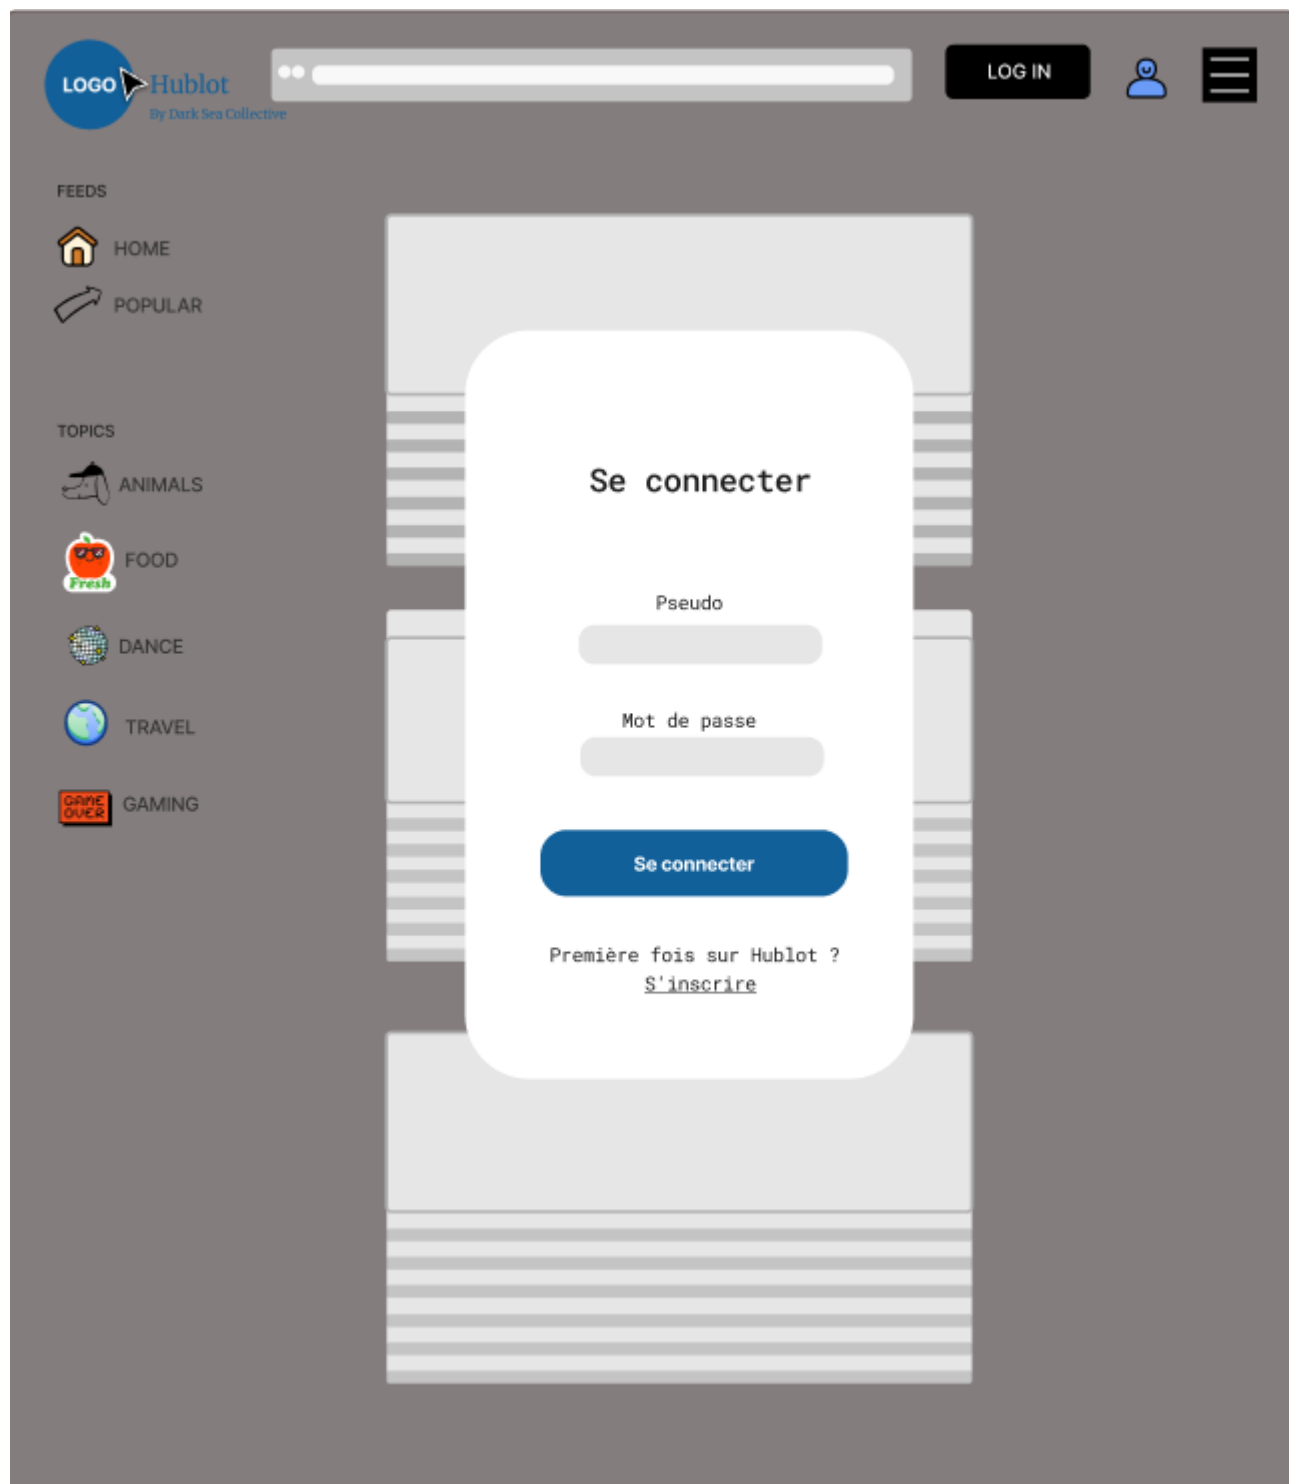 LOGO
Hublot
By Dark Sea Collective
LOG IN
FEEDS
HOME
POPULAR
TOPICS
ANIMALS
FOOD
Fresh
DANCE
TRAVEL
GAME
OVER
GAMING
Se connecter
Pseudo
Mot de passe
Se connecter
Première fois sur Hublot ?
S'inscrire